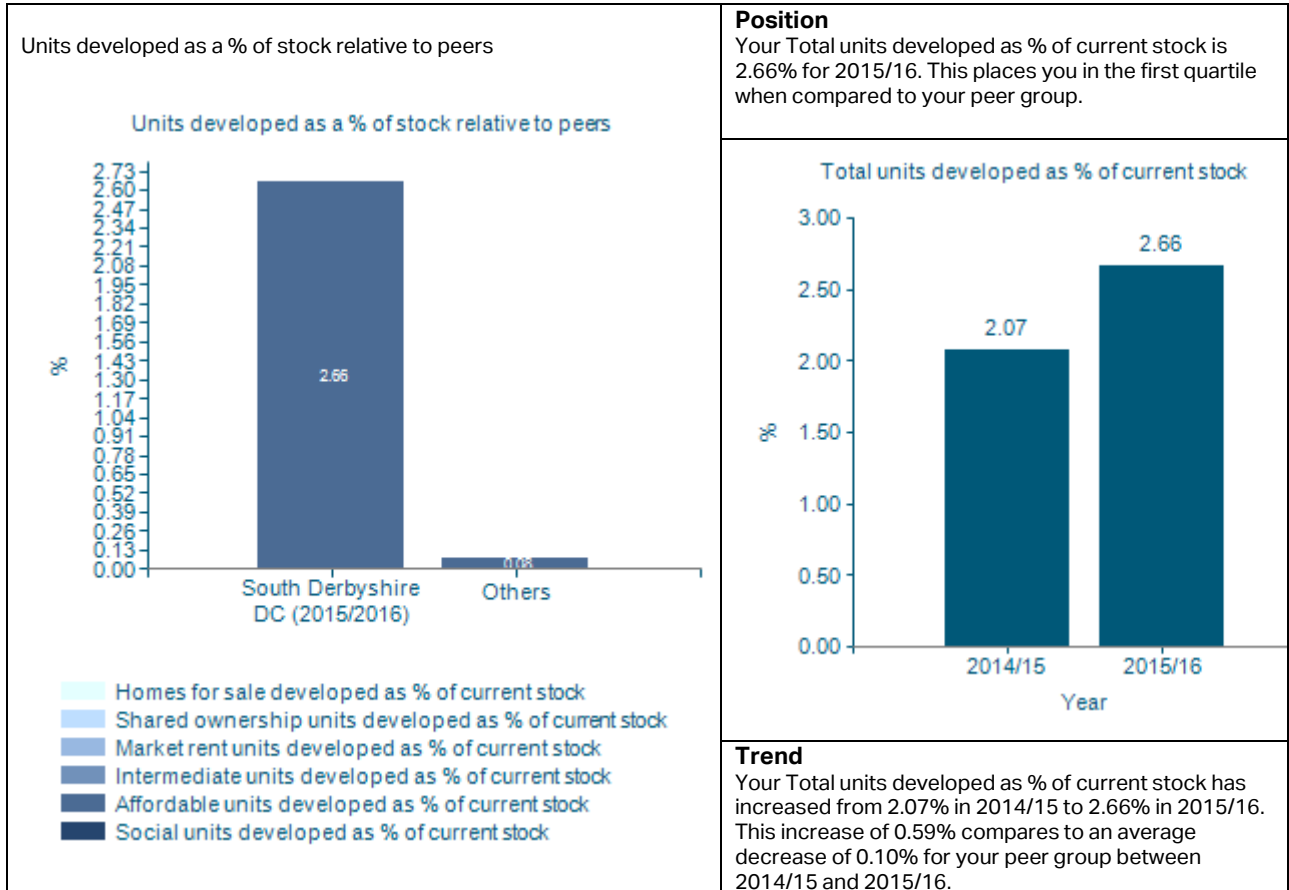 Units developed as a % of stock relative to peers
Units developed as a % of stock relative to peers
2.73
2.60
2.47
2.34
2.21
2.08
1.95
1.82
1.69
1.56
1.43
1.30
1.17
1.04
0.91
0.78
0.65
0.52
0.39
0.26
0.13
0.00
%
2.66
0.08
South Derbyshire
DC (2015/2016)
Others
Homes for sale developed as % of current stock
Shared ownership units developed as % of current stock
Market rent units developed as % of current stock
Intermediate units developed as % of current stock
Affordable units developed as % of current stock
Social units developed as % of current stock
Position
Your Total units developed as % of current stock is
2.66% for 2015/16. This places you in the first quartile
when compared to your peer group.
Total units developed as % of current stock
3.00
2.50
2.00
1.50
1.00
0.50
0.00
%
2.07
2.66
2014/15
2015/16
Year
Trend
Your Total units developed as % of current stock has
increased from 2.07% in 2014/15 to 2.66% in 2015/16.
This increase of 0.59% compares to an average
decrease of 0.10% for your peer group between
2014/15 and 2015/16.